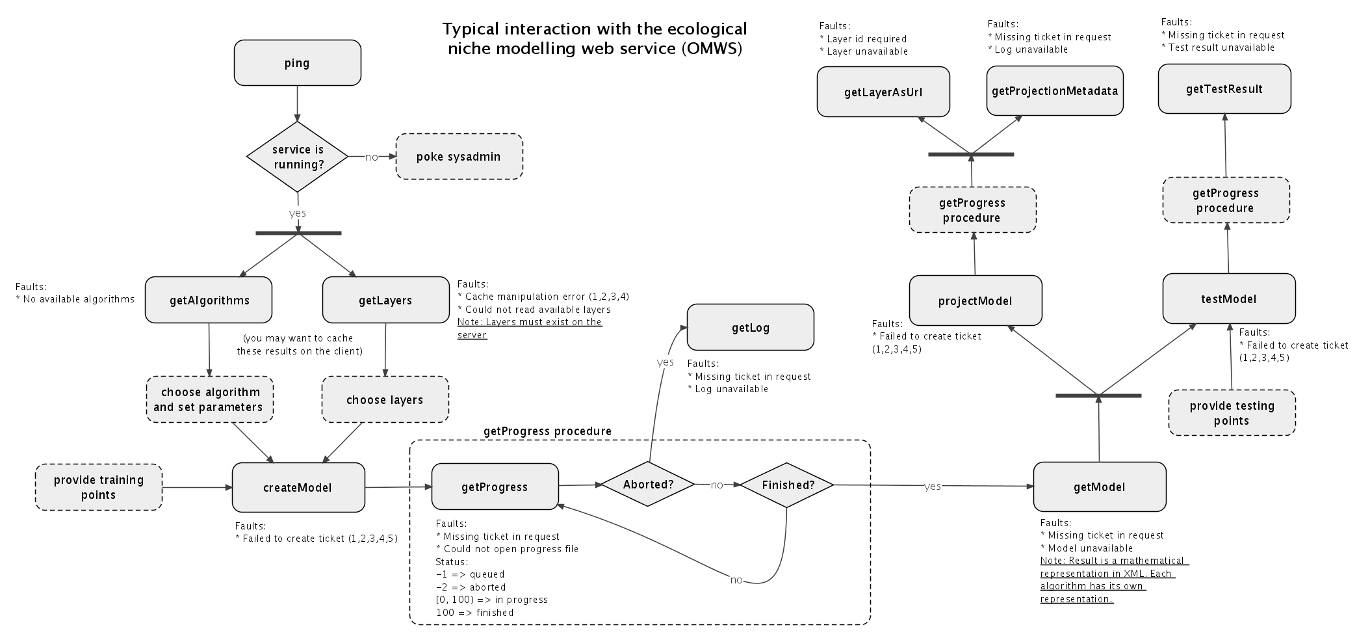 Typical interaction with the ecological
niche modelling web service (OMWS)
ping
service is
running?
no
poke sysadmin
yes
Faults:
* No available algorithms
getAlgorithms
getLayers
Faults:
* Cache manipulation error (1,2,3,4)
* Could not read available layers
Note: Layers must exist on the
server.
(you may want to cache
these results on the client)
choose algorithm
and set parameters
choose layers
provide training
points
createModel
Faults:
* Failed to create ticket (1,2,3,4,5)
getProgress procedure
getProgress
Faults:
* Missing ticket in request
* Could not open progress file
Status:
-1 => queued
-2 => aborted
[0, 100) => in progress
100 => finished
Aborted?
yes
getLog
Faults:
* Missing ticket in request
* Log unavailable
no
Finished?
no
yes
getModel
Faults:
* Missing ticket in request
* Model unavailable
Note: Result is a mathematical
representation in XML. Each
algorithm has its own
representation.
projectModel
Faults:
* Failed to create ticket
(1,2,3,4,5)
testModel
Faults:
* Failed to create ticket
(1,2,3,4,5)
provide testing
points
getProgress
procedure
getProgress
procedure
Faults:
* Layer id required
* Layer unavailable
getLayerAsUrl
Faults:
* Missing ticket in request
* Log unavailable
getProjectionMetadata
Faults:
* Missing ticket in request
* Test result unavailable
getTestResult